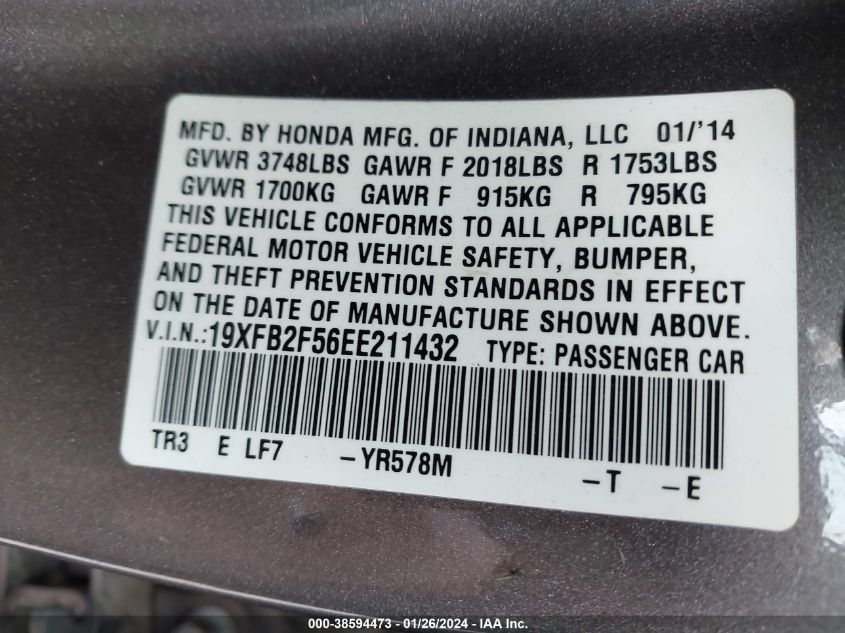 MFD. BY HONDA MFG. OF INDIANA, LLC 01/'14
GVWR 3748LBS GAWR F 2018LBS R 1753LBS
GVWR 1700KG GAWR F 915KG R 795KG
THIS VEHICLE CONFORMS TO ALL APPLICABLE
FEDERAL MOTOR VEHICLE SAFETY, BUMPER,
AND THEFT PREVENTION STANDARDS IN EFFECT
ON THE DATE OF MANUFACTURE SHOWN ABOVE.
V.I.N.:19XFB2F56EE211432 TYPE: PASSENGER CAR
TR3 E LF7 -YR578M -T -E
000-38594473 - 01/26/2024 - IAA Inc.